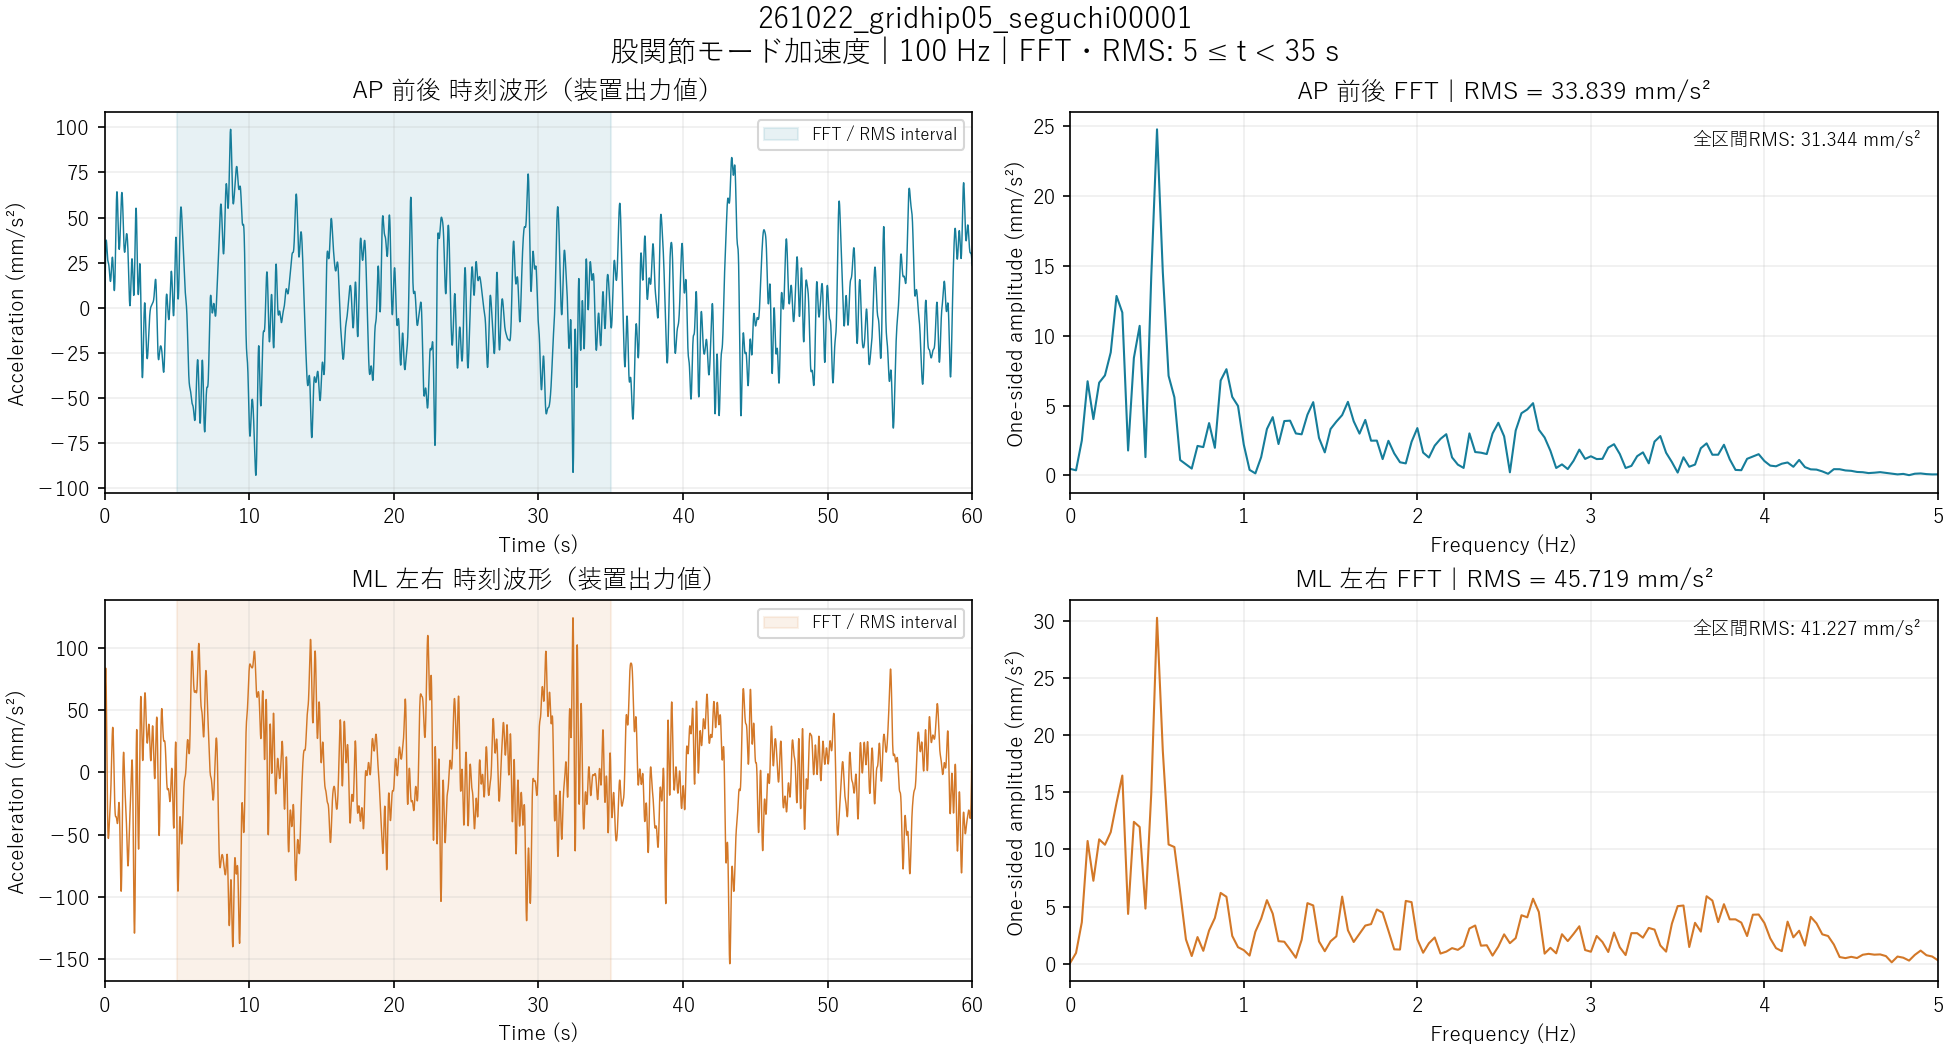 261022_gridhip05_seguchi00001
股関節モード加速度 | 100 Hz | FFT・RMS: 5 ≤ t < 35 s
AP 前後 時刻波形（装置出力値）
Acceleration (mm/s²)
100
75
50
25
0
−25
−50
−75
−100
FFT / RMS interval
0 10 20 30 40 50 60
Time (s)
AP 前後 FFT | RMS = 33.839 mm/s²
One-sided amplitude (mm/s²)
25
20
15
10
5
0
全区間RMS: 31.344 mm/s²
0 1 2 3 4 5
Frequency (Hz)
ML 左右 時刻波形（装置出力値）
Acceleration (mm/s²)
100
50
0
−50
−100
−150
FFT / RMS interval
0 10 20 30 40 50 60
Time (s)
ML 左右 FFT | RMS = 45.719 mm/s²
One-sided amplitude (mm/s²)
30
25
20
15
10
5
0
全区間RMS: 41.227 mm/s²
0 1 2 3 4 5
Frequency (Hz)